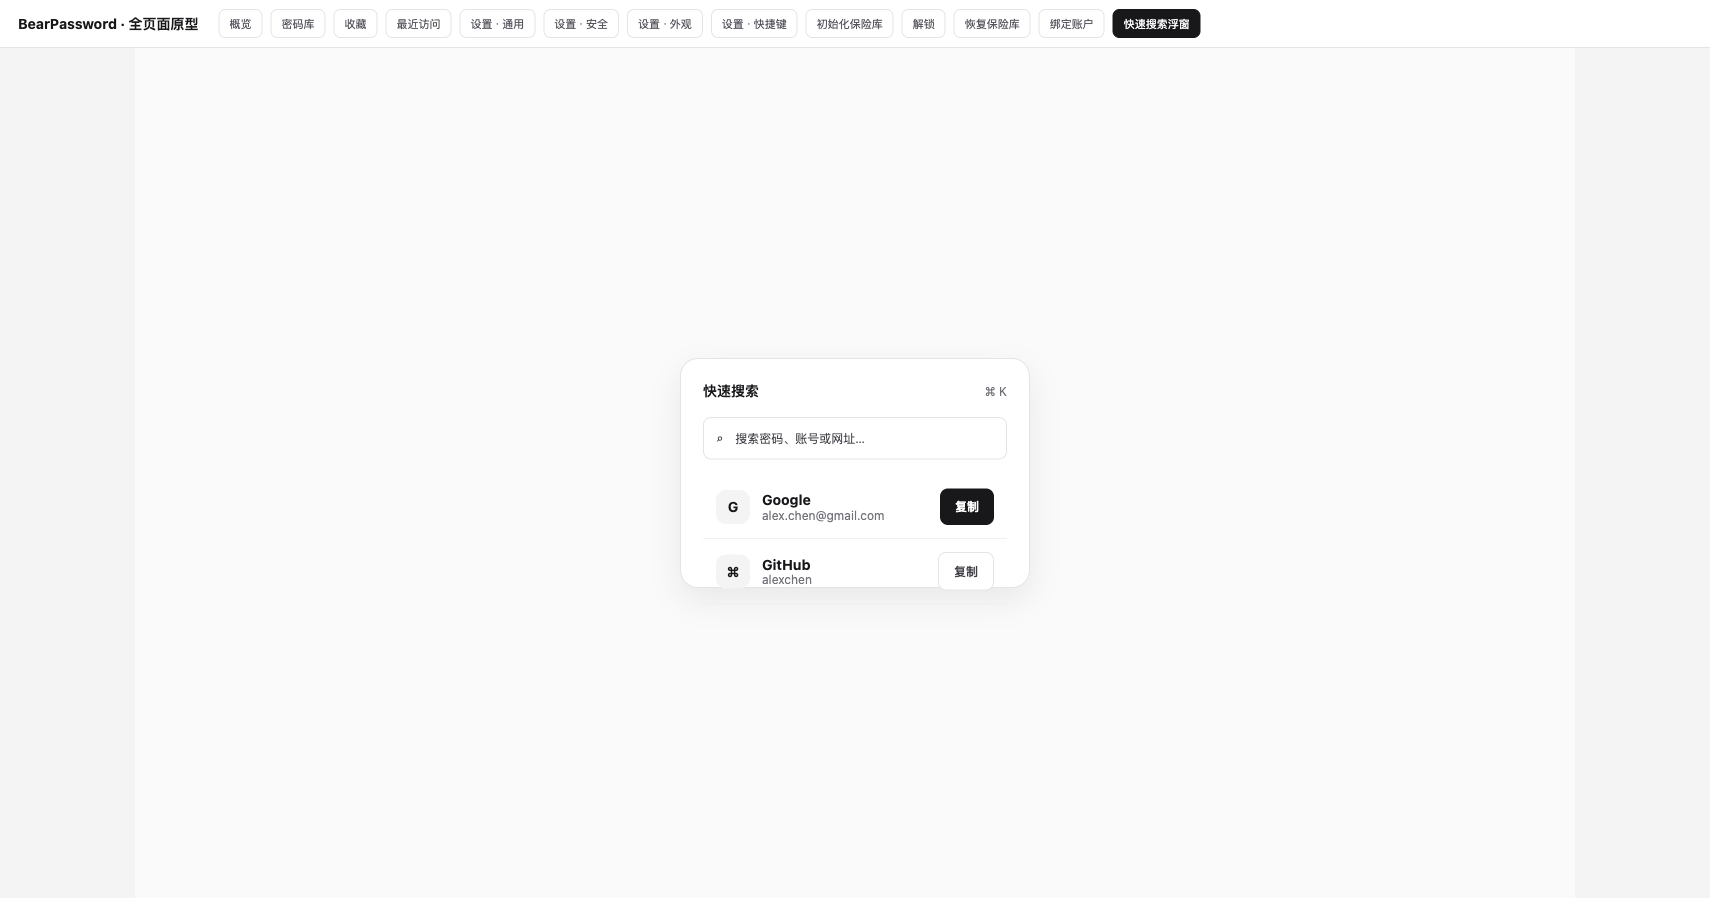 BearPassword · 全页面原型
概览
密码库
收藏
最近访问
设置 · 通用
设置 · 安全
设置 · 外观
设置 · 快捷键
初始化保险库
解锁
恢复保险库
绑定账户
快速搜索浮窗
快速搜索
⌘ K
搜索密码、账号或网址...
G
Google
alex.chen@gmail.com
复制
⌘
GitHub
alexchen
复制